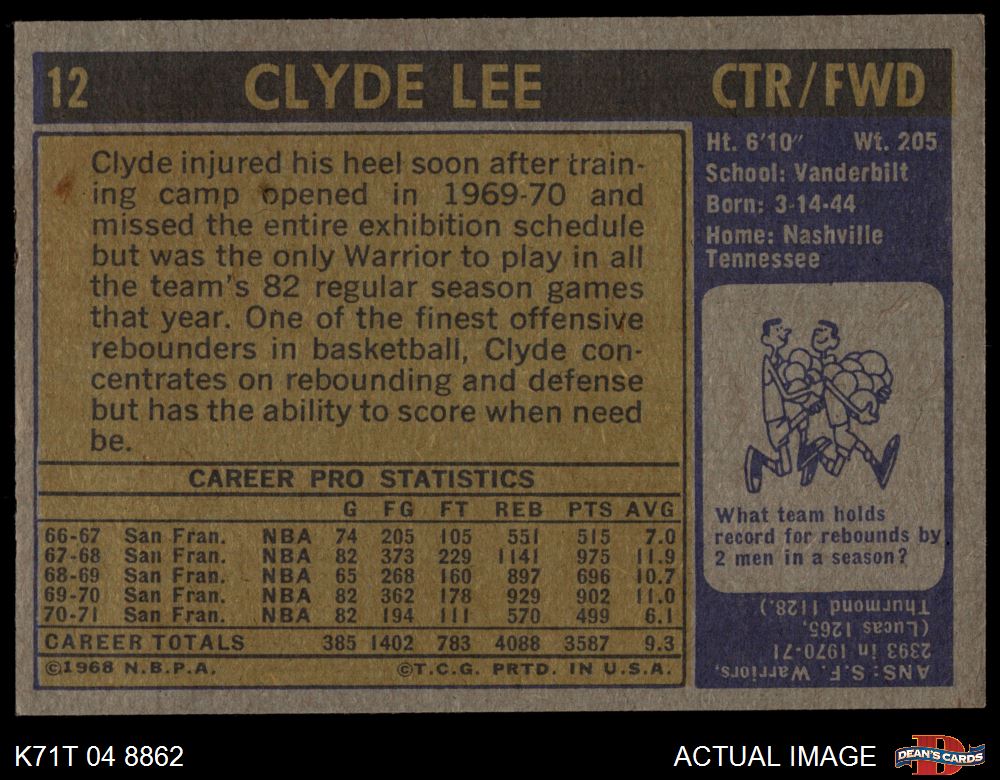 12 CLYDE LEE CTR/FWD
Clyde injured his heel soon after train-
ing camp opened in 1969-70 and
missed the entire exhibition schedule
but was the only Warrior to play in all
the team's 82 regular season games
that year. One of the finest offensive
rebounders in basketball, Clyde con-
centrates on rebounding and defense
but has the ability to score when need
be.
CAREER PRO STATISTICS
G FG FT REB PTS AVG
66-67 San Fran. NBA 74 205 105 551 515 7.0
67-68 San Fran. NBA 82 373 229 1141 975 11.9
68-69 San Fran. NBA 65 268 160 897 696 10.7
69-70 San Fran. NBA 82 362 178 929 902 11.0
70-71 San Fran. NBA 82 194 111 570 499 6.1
CAREER TOTALS 385 1402 783 4088 3587 9.3
©1968 N.B.P.A. ©T.C.G. PRTD. IN U.S.A.
Ht. 6'10" Wt. 205
School: Vanderbilt
Born: 3-14-44
Home: Nashville
Tennessee
What team holds
record for rebounds by
2 men in a season?
ANS: S.F. Warriors,
2393 in 1970-71
(Lucas 1265,
Thurmond 1128.)
K71T 04 8862
ACTUAL IMAGE
D
DEAN'S CARDS